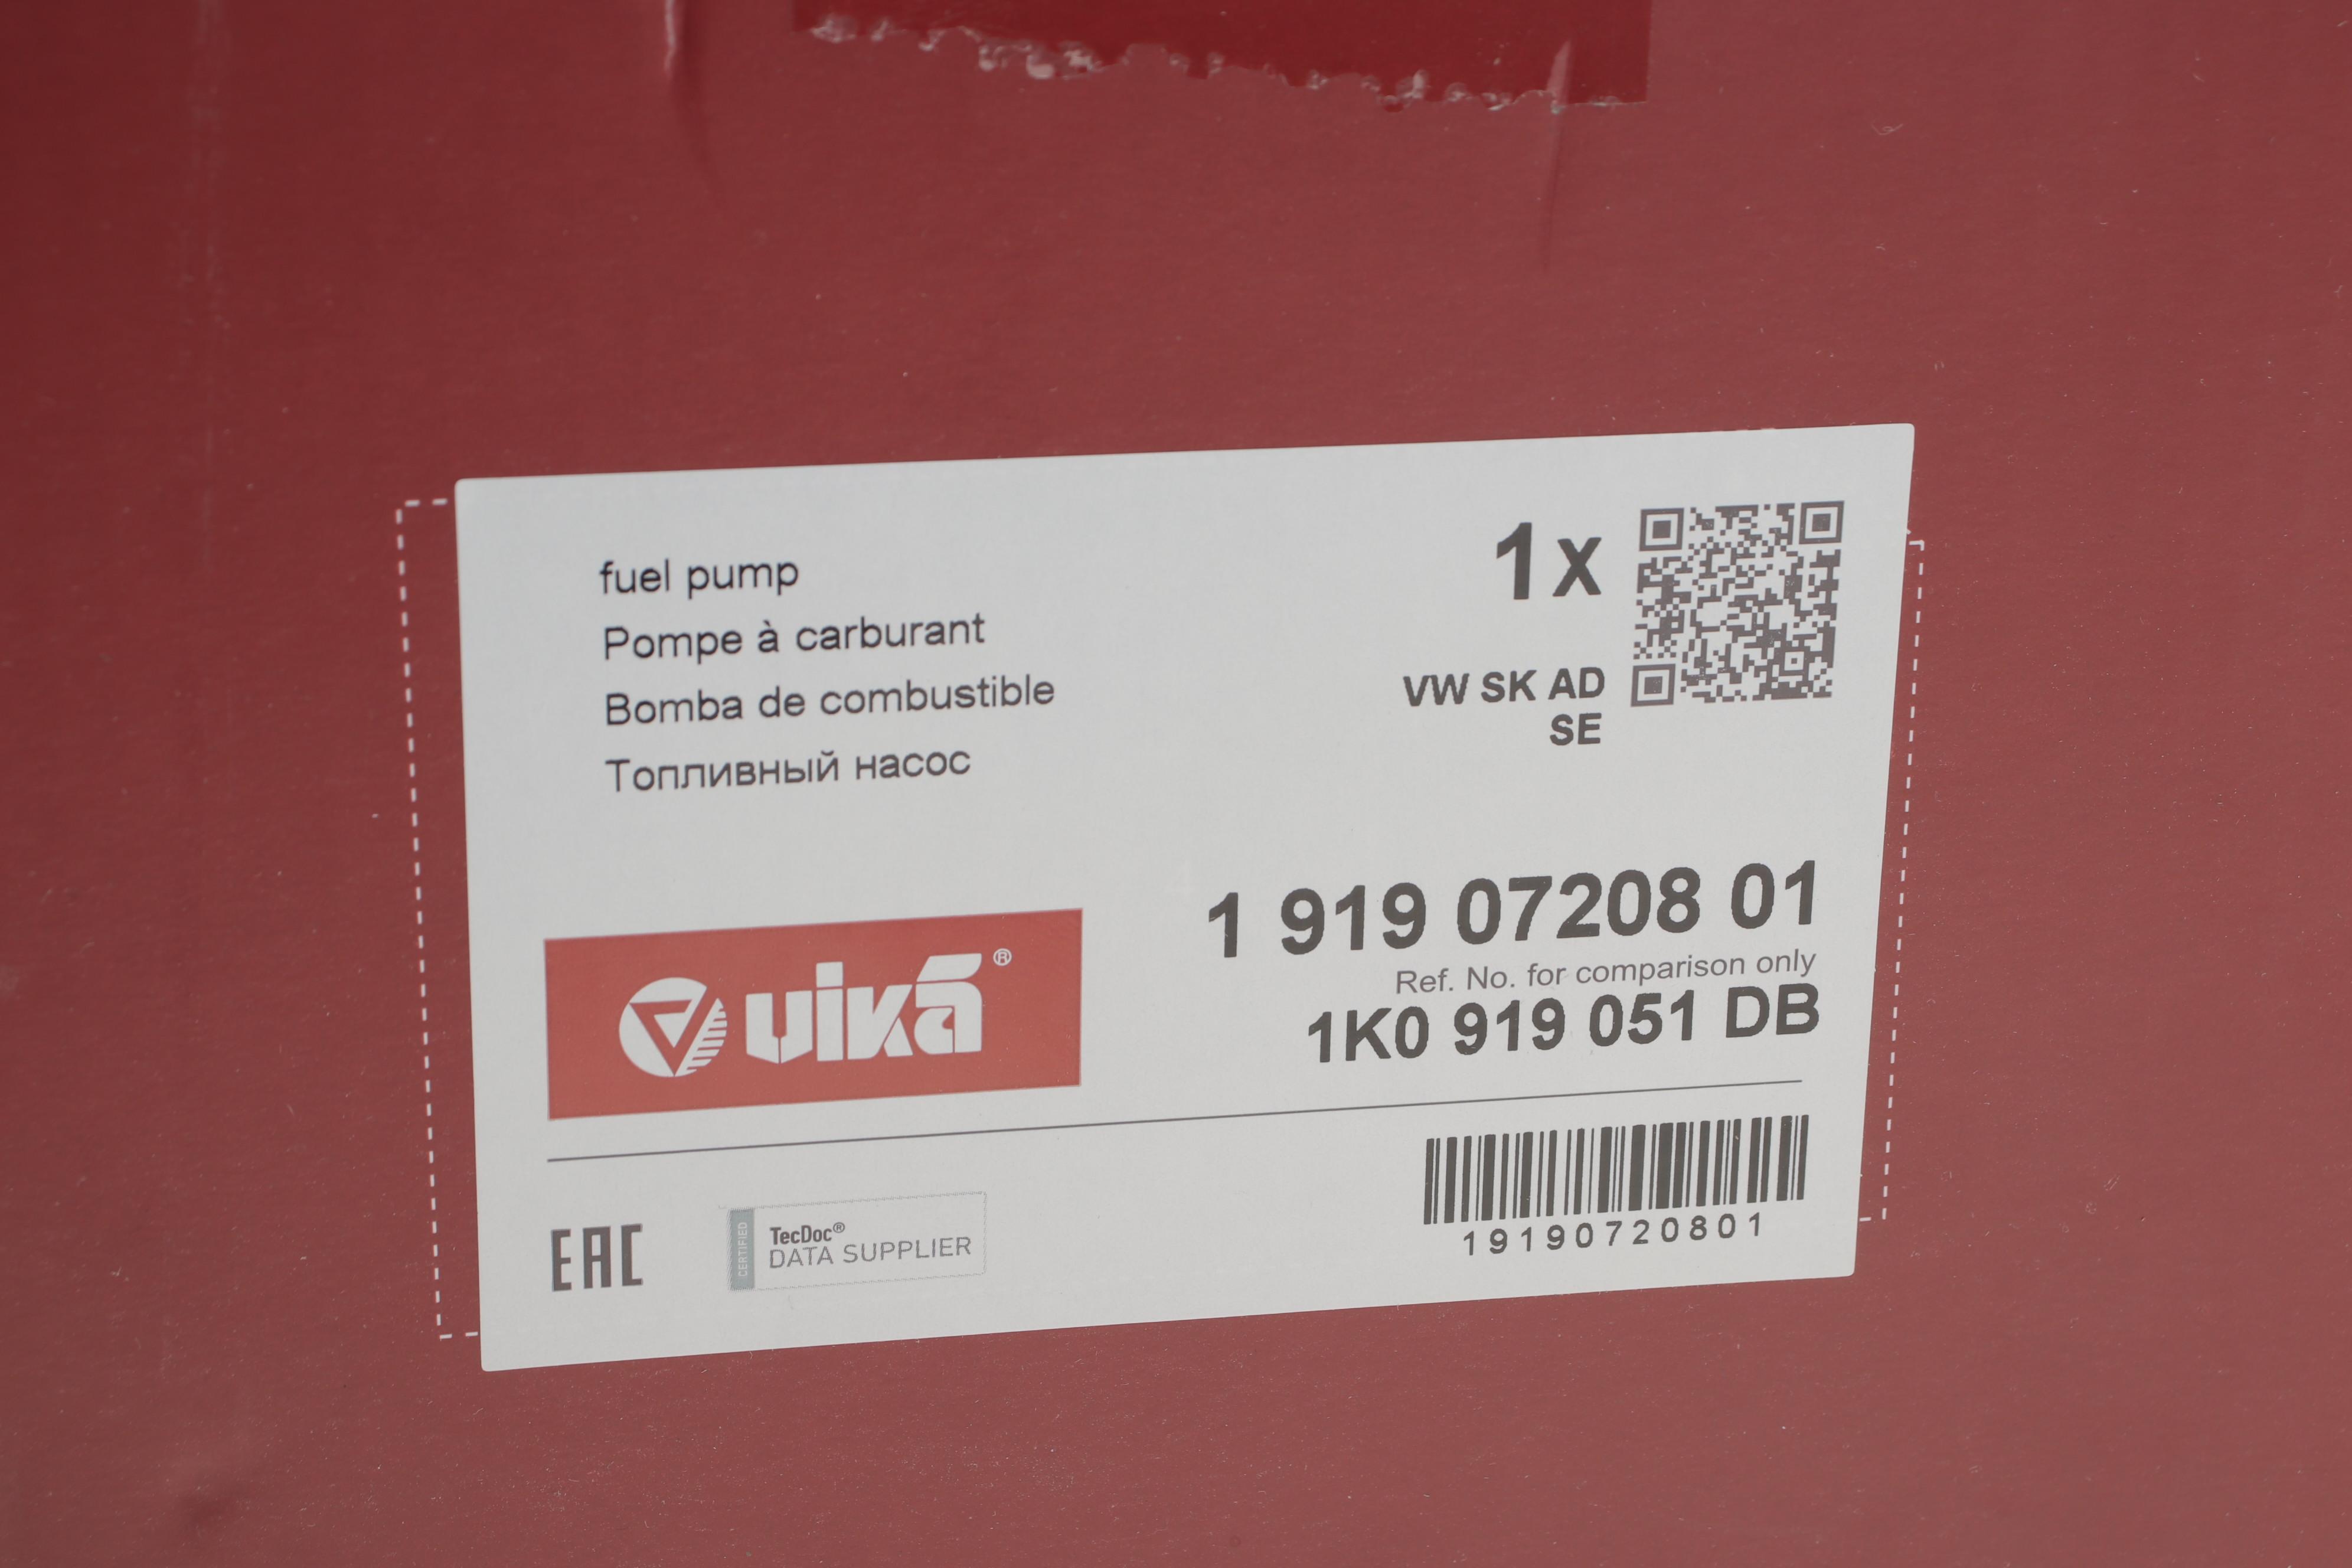 fuel pump
Pompe à carburant
Bomba de combustible
Топливный насос
1x
VW SK AD
SE
1 919 07208 01
Ref. No. for comparison only
1K0 919 051 DB
vika®
EAC
CERTIFIED
TecDoc®
DATA SUPPLIER
19190720801